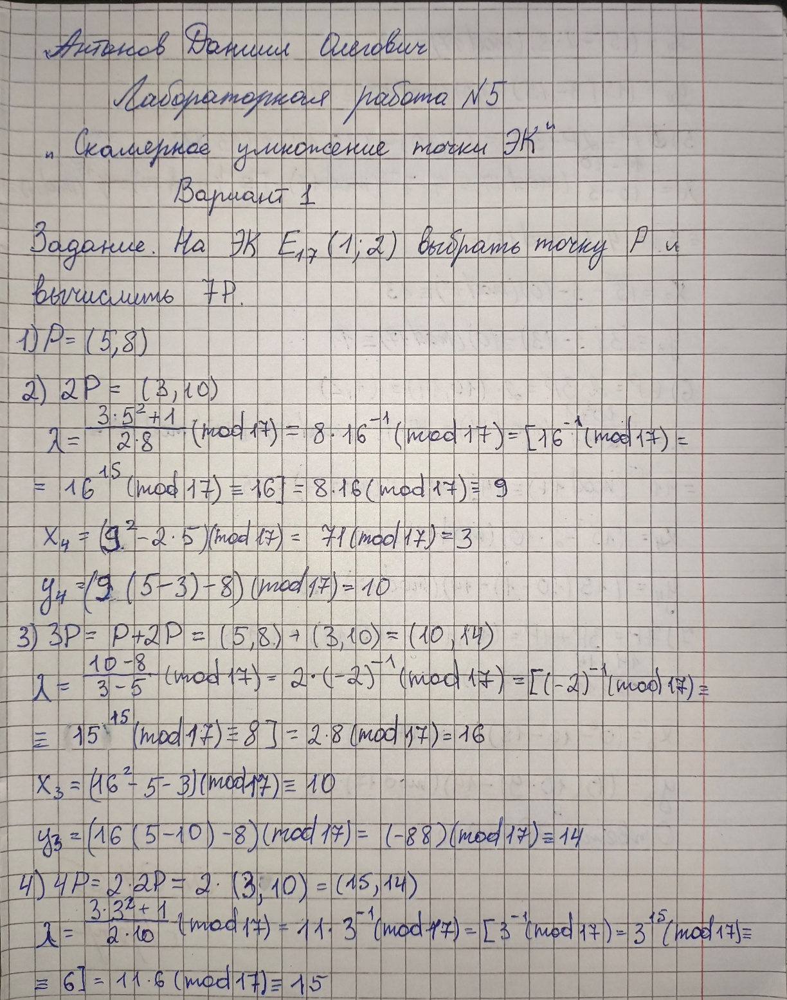 Антонов Даниил Олегович
Лабораторная работа №5
„Скалярное умножение точки ЭК“
Вариант 1
Задание. На ЭК E₁₇(1;2) выбрать точку P и
вычислить 7P.
1) P = (5,8)
2) 2P = (3,10)
λ = (3·5²+1)/(2·8) (mod 17) = 8·16⁻¹ (mod 17) = [16⁻¹ (mod 17) =
= 16¹⁵ (mod 17) ≡ 16] = 8·16 (mod 17) ≡ 9
x₄ = (9² - 2·5)(mod 17) = 71 (mod 17) = 3
y₄ = (9 (5-3) - 8) (mod 17) = 10
3) 3P = P+2P = (5,8) + (3,10) = (10,14)
λ = (10-8)/(3-5) (mod 17) = 2·(-2)⁻¹ (mod 17) = [(-2)⁻¹ (mod 17) ≡
≡ 15¹⁵ (mod 17) ≡ 8] = 2·8 (mod 17) = 16
x₃ = (16² - 5 - 3)(mod 17) ≡ 10
y₃ = (16 (5-10) - 8)(mod 17) = (-88)(mod 17) ≡ 14
4) 4P = 2·2P = 2·(3,10) = (15,14)
λ = (3·3²+1)/(2·10) (mod 17) = 11·3⁻¹ (mod 17) = [3⁻¹ (mod 17) = 3¹⁵ (mod 17) ≡
≡ 6] = 11·6 (mod 17) ≡ 15